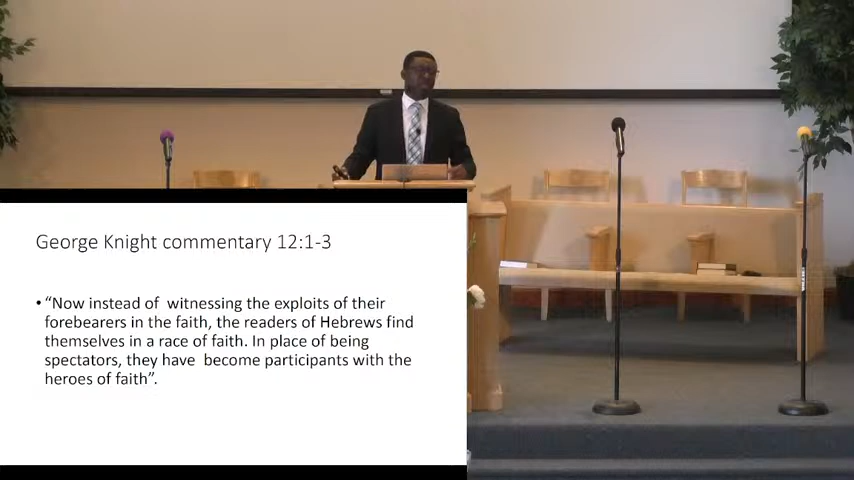 George Knight commentary 12:1-3
• “Now instead of  witnessing the exploits of their
forebearers in the faith, the readers of Hebrews find
themselves in a race of faith. In place of being
spectators, they have  become participants with the
heroes of faith”.